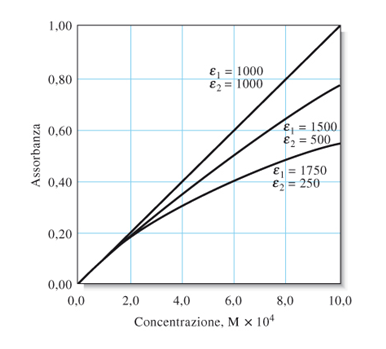 1,00
0,80
0,60
0,40
0,20
0,00
Assorbanza
ε1 = 1000
ε2 = 1000
ε1 = 1500
ε2 = 500
ε1 = 1750
ε2 = 250
0,0 2,0 4,0 6,0 8,0 10,0
Concentrazione, M × 10⁴